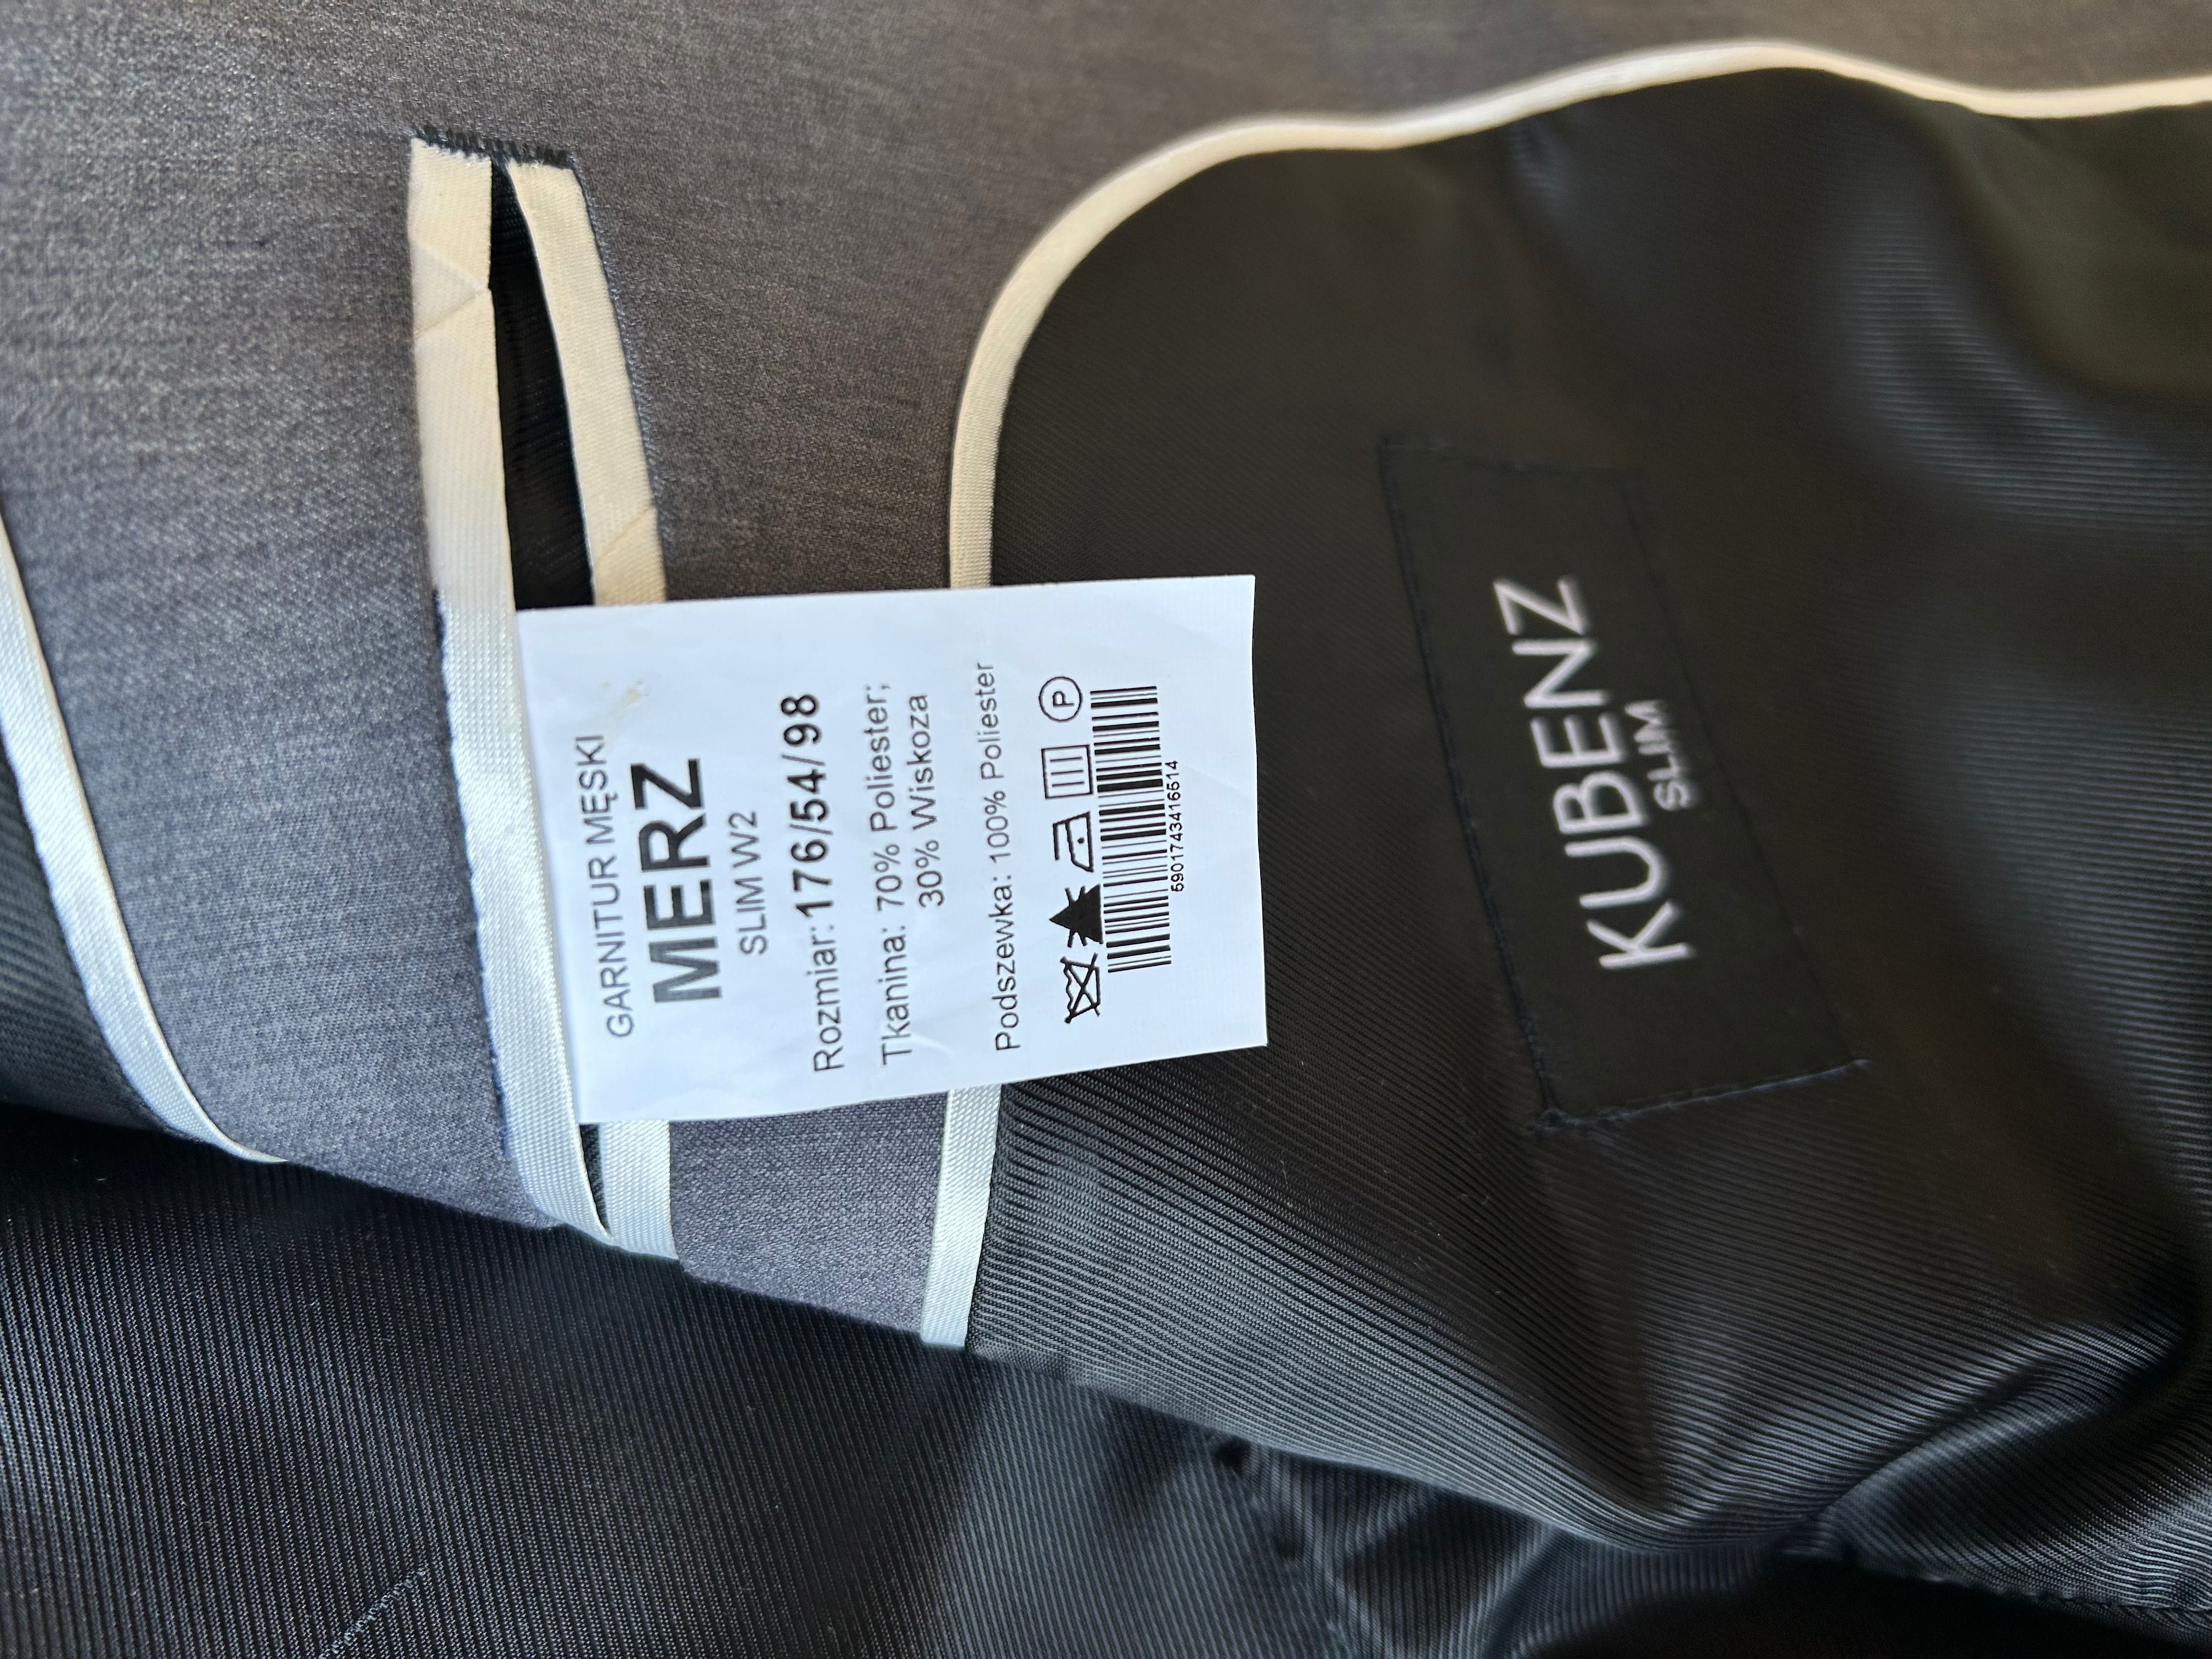 GARNITUR MĘSKI
MERZ
SLIM W2
Rozmiar: 176/54/98
Tkanina: 70% Poliester;
30% Wiskoza
Podszewka: 100% Poliester
P
5901743416514
KUBENZ
SLIM